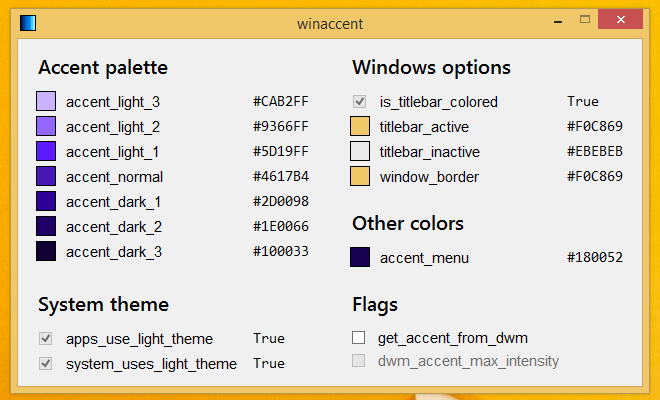 winaccent
Accent palette
accent_light_3 #CAB2FF
accent_light_2 #9366FF
accent_light_1 #5D19FF
accent_normal #4617B4
accent_dark_1 #2D0098
accent_dark_2 #1E0066
accent_dark_3 #100033
Windows options
is_titlebar_colored True
titlebar_active #F0C869
titlebar_inactive #EBEBEB
window_border #F0C869
Other colors
accent_menu #180052
System theme
apps_use_light_theme True
system_uses_light_theme True
Flags
get_accent_from_dwm
dwm_accent_max_intensity